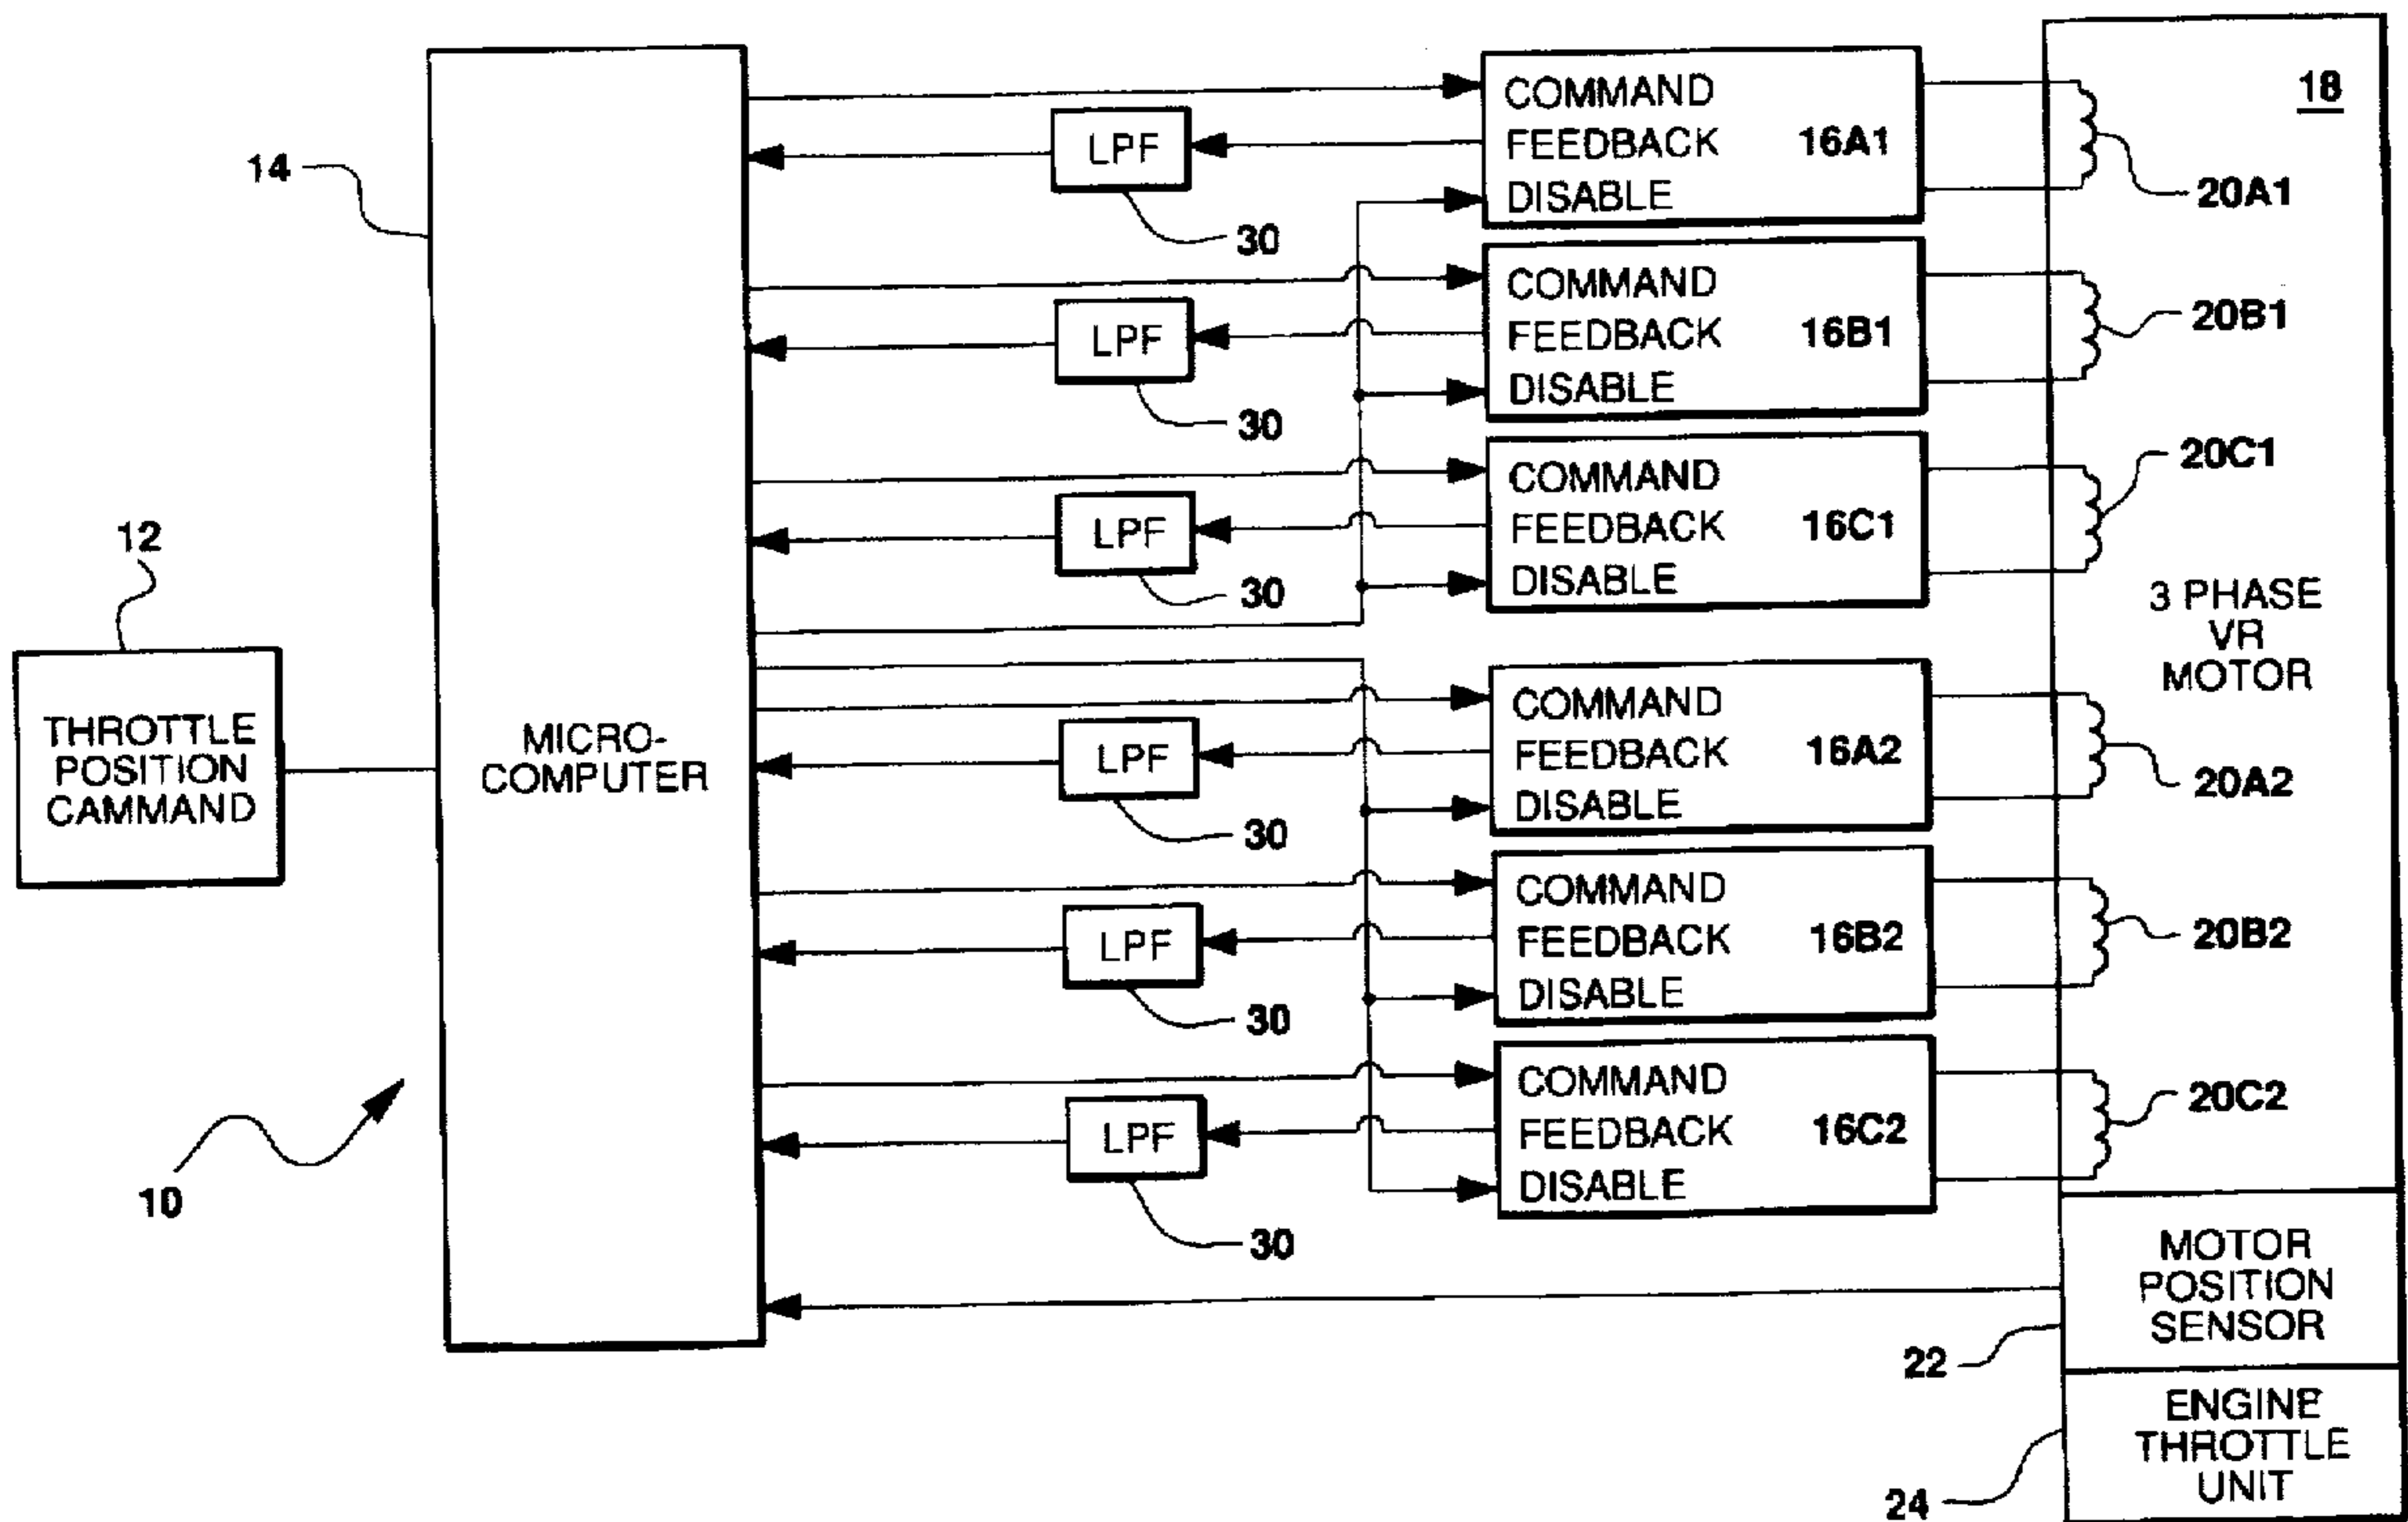 18
COMMAND
FEEDBACK 16A1
DISABLE
LPF
30
20A1
14
COMMAND
FEEDBACK 16B1
DISABLE
LPF
30
20B1
COMMAND
FEEDBACK 16C1
DISABLE
LPF
30
20C1
3 PHASE
VR
MOTOR
12
THROTTLE
POSITION
CAMMAND
MICRO-
COMPUTER
COMMAND
FEEDBACK 16A2
DISABLE
LPF
30
20A2
COMMAND
FEEDBACK 16B2
DISABLE
LPF
30
20B2
COMMAND
FEEDBACK 16C2
DISABLE
LPF
30
20C2
10
MOTOR
POSITION
SENSOR
22
ENGINE
THROTTLE
UNIT
24